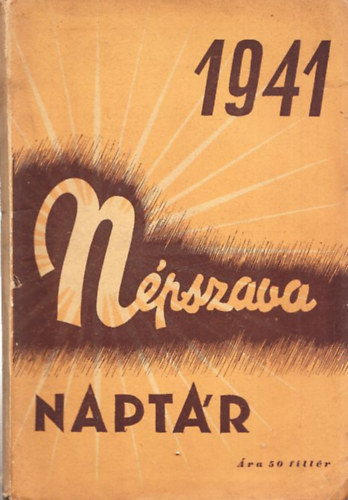 1941
Népszava
NAPTÁR
Ára 50 fillér